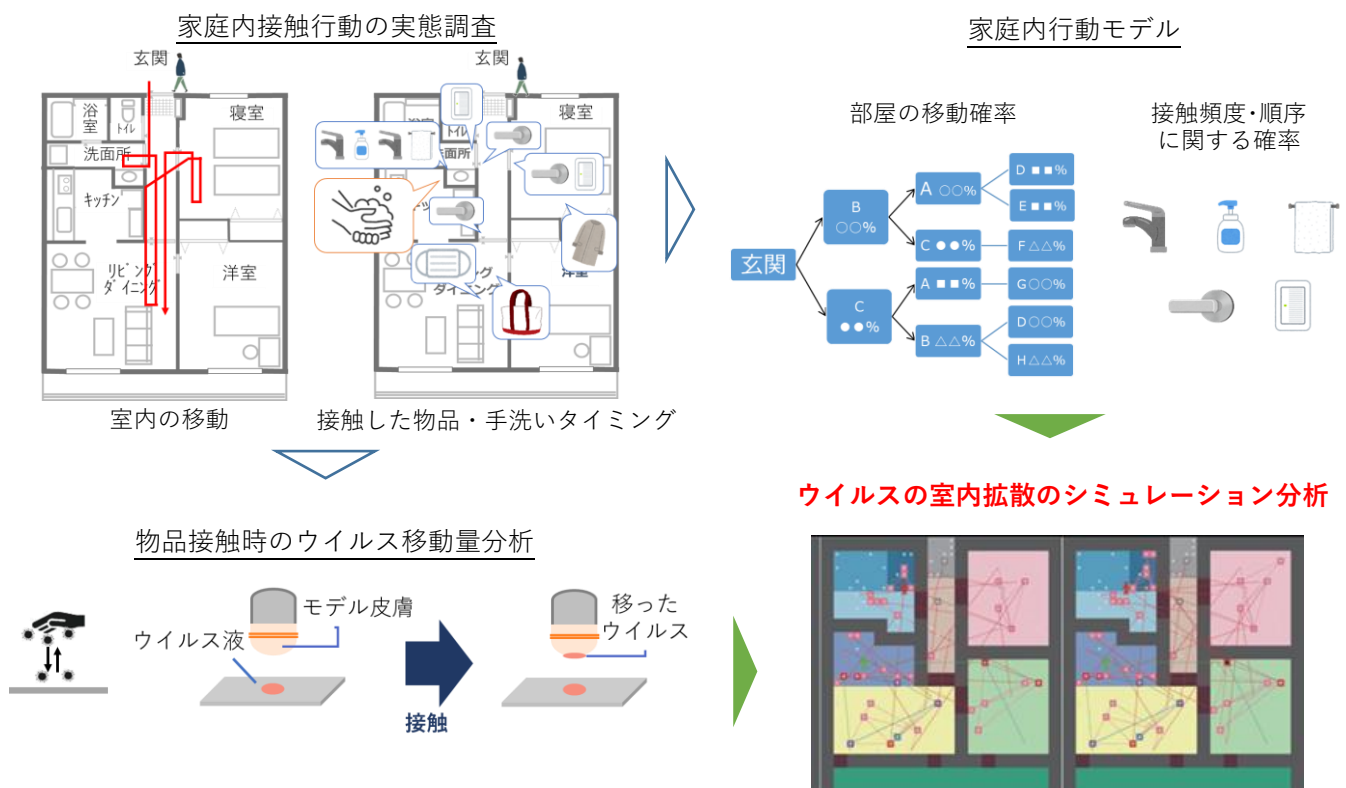 家庭内接触行動の実態調査
玄関
浴室
トイレ
寝室
洗面所
キッチン
リビング
ダイニング
洋室
室内の移動
玄関
トイレ
寝室
洗面所
ング
ダイニング
洋室
接触した物品・手洗いタイミング
家庭内行動モデル
部屋の移動確率
玄関
B
○○%
C
●●%
A ○○%
C ●●%
A ■■%
B △△%
D ■■%
E ■■%
F △△%
G○○%
D○○%
H△△%
接触頻度・順序
に関する確率
物品接触時のウイルス移動量分析
ウイルス液
モデル皮膚
接触
移った
ウイルス
ウイルスの室内拡散のシミュレーション分析